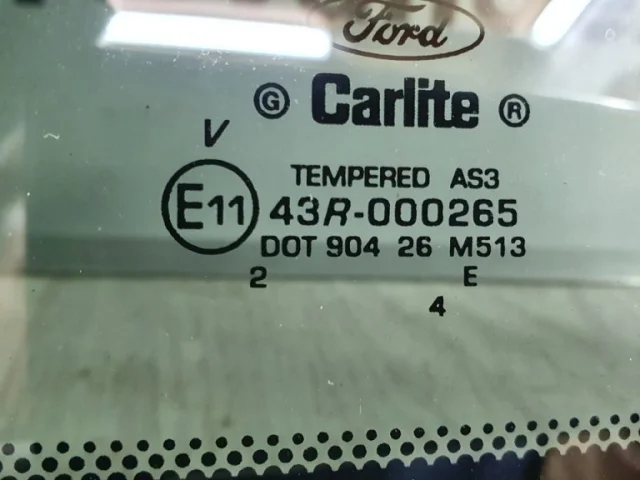 Ford
G Carlite ®
V
TEMPERED AS3
E11 43R-000265
DOT 904 26 M513
2 E
4